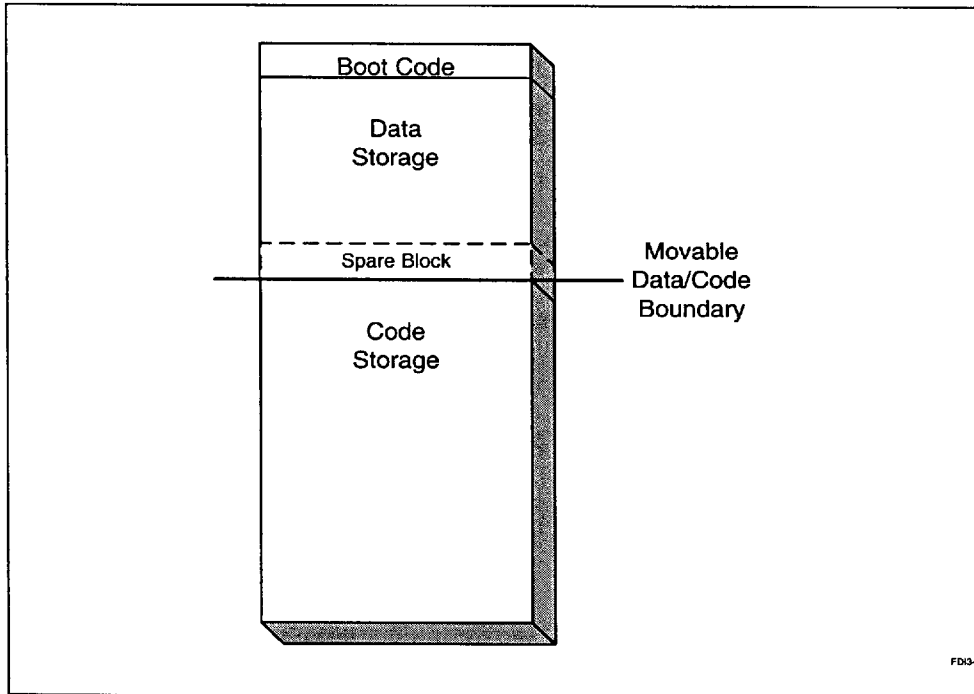 Boot Code
Data
Storage
Spare Block
Movable
Data/Code
Boundary
Code
Storage